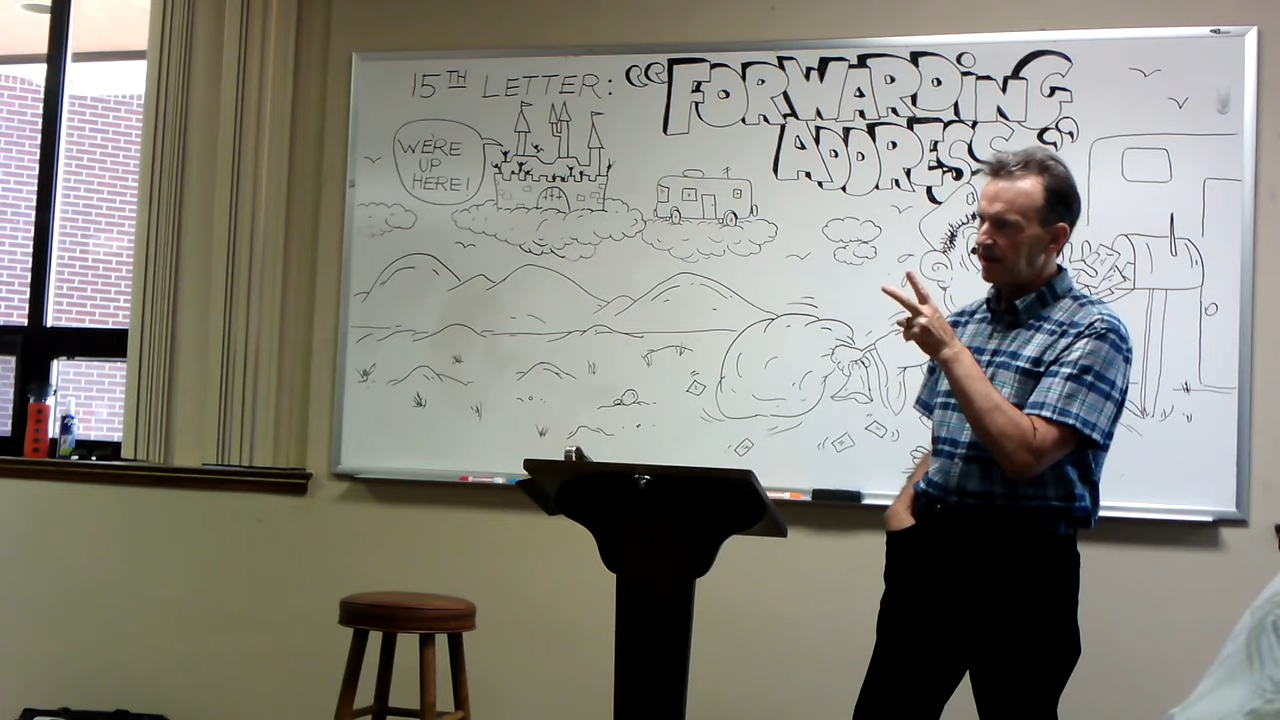 15TH LETTER: "FORWARDING
ADDRESS"
WE'RE
UP
HERE!